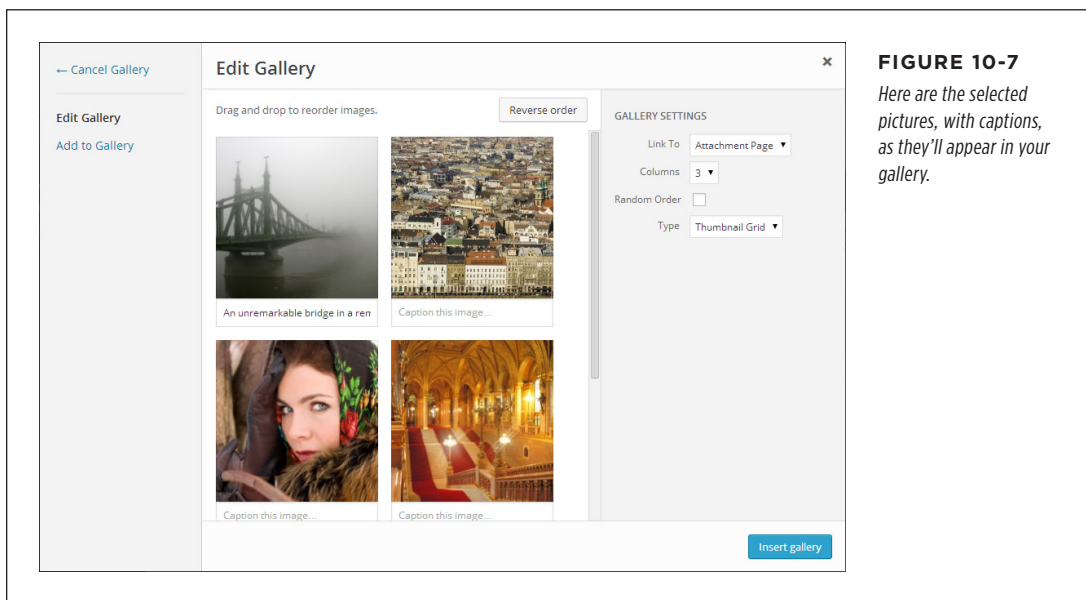 ← Cancel Gallery
Edit Gallery
Add to Gallery
Edit Gallery
×
Drag and drop to reorder images.
Reverse order
An unremarkable bridge in a rem
Caption this image...
Caption this image...
Caption this image...
GALLERY SETTINGS
Link To Attachment Page
Columns 3
Random Order
Type Thumbnail Grid
Insert gallery
FIGURE 10-7
Here are the selected
pictures, with captions,
as they’ll appear in your
gallery.